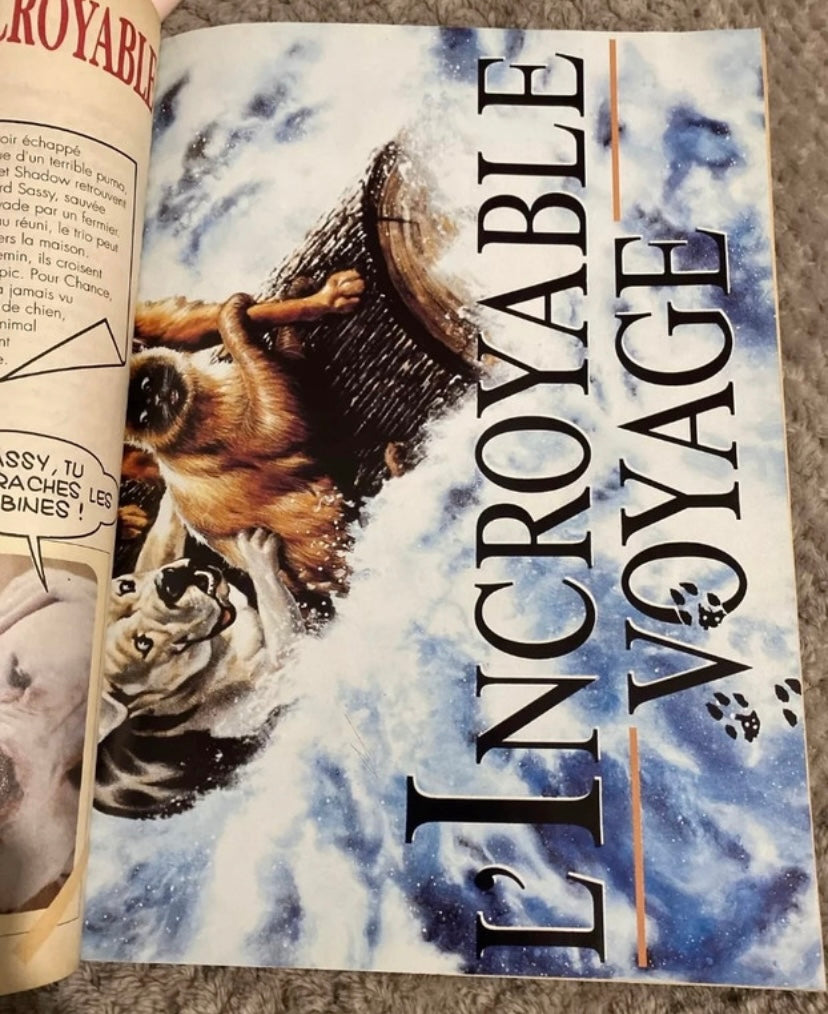 CROYABLE
oir échappé
e d'un terrible puma,
et Shadow retrouvent
rd Sassy, sauvée
ade par un fermier.
au réuni, le trio peut
ers la maison.
emin, ils croisent
pic. Pour Chance,
a jamais vu
de chien,
nimal
nt
e.
ASSY, TU
RACHES LES
BINES !
L'INCROYABLE
VOYAGE